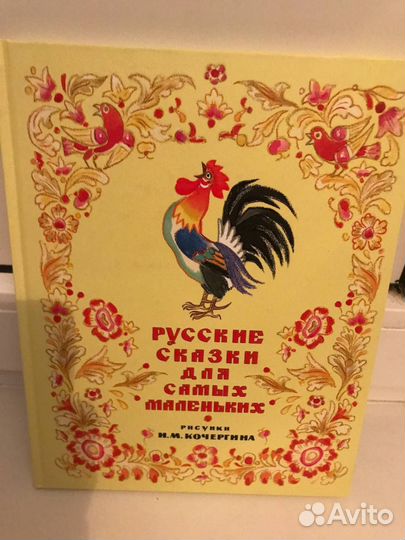 РУССКИЕ
СКАЗКИ
ДЛЯ
САМЫХ
МАЛЕНЬКИХ
РИСУНКИ
Н.М.КОЧЕРГИНА
Avito